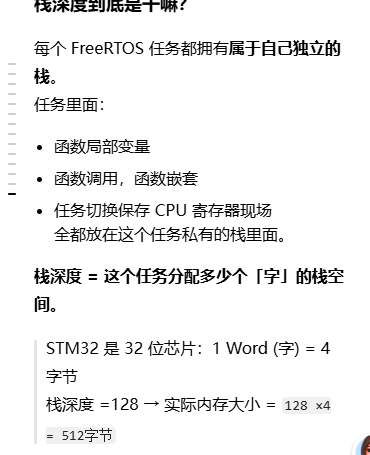 栈深度到底是干嘛？
每个 FreeRTOS 任务都拥有属于自己独立的
栈。
任务里面：
• 函数局部变量
• 函数调用，函数嵌套
• 任务切换保存 CPU 寄存器现场
全都放在这个任务私有的栈里面。
栈深度 = 这个任务分配多少个「字」的栈空
间。
STM32 是 32 位芯片：1 Word (字) = 4
字节
栈深度 =128 → 实际内存大小 = 128 ×4
= 512字节